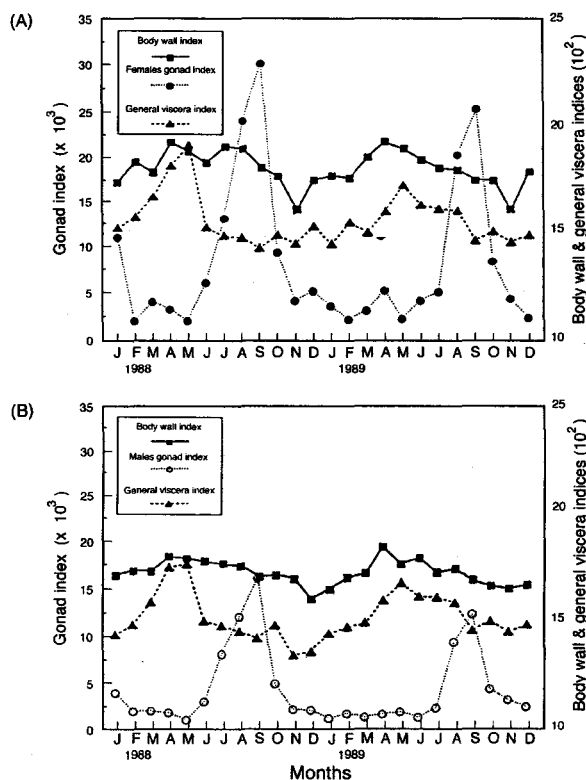 (A)
Gonad index (x 10³)
35
30
25
20
15
10
5
0
Body wall index
Females gonad index
General viscera index
25
20
15
10
Body wall & general viscera indices (10²)
J F M A M J J A S O N D J F M A M J J A S O N D
1988 1989
(B)
Gonad index (x 10³)
35
30
25
20
15
10
5
0
Body wall index
Males gonad index
General viscera index
25
20
15
10
Body wall & general viscera indices (10²)
J F M A M J J A S O N D J F M A M J J A S O N D
1988 1989
Months